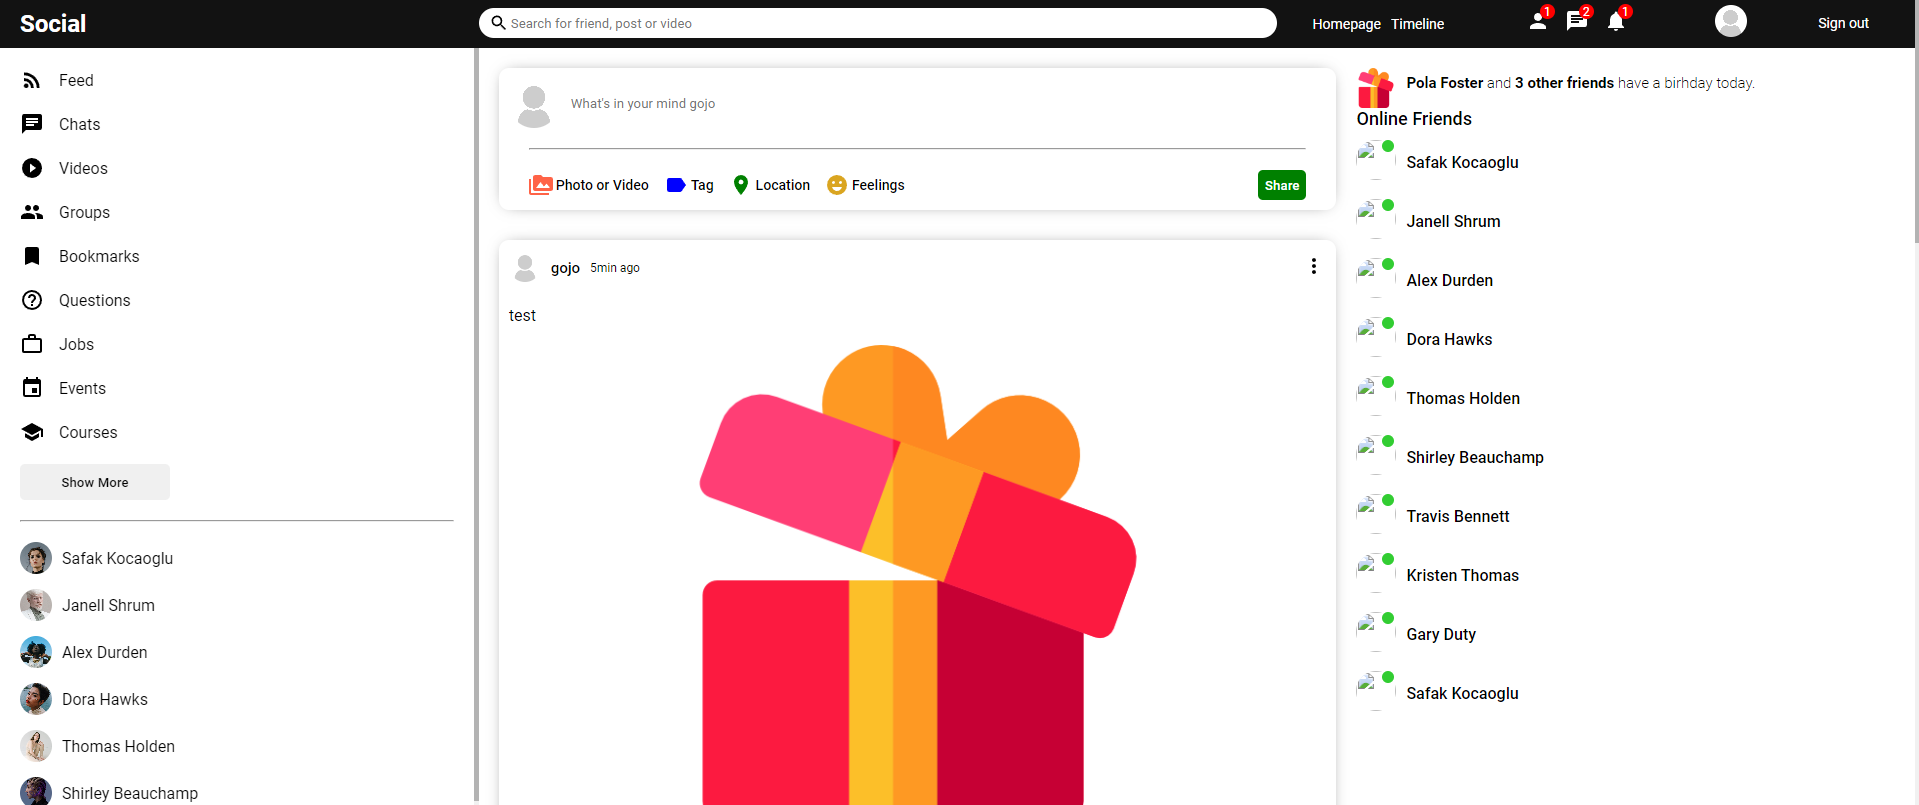 Social
Search for friend, post or video
Homepage Timeline
1
2
1
Sign out
Feed
Chats
Videos
Groups
Bookmarks
Questions
Jobs
Events
Courses
Show More
Safak Kocaoglu
Janell Shrum
Alex Durden
Dora Hawks
Thomas Holden
Shirley Beauchamp
What's in your mind gojo
Photo or Video Tag Location Feelings Share
gojo 5min ago
test
Pola Foster and 3 other friends have a birhday today.
Online Friends
Safak Kocaoglu
Janell Shrum
Alex Durden
Dora Hawks
Thomas Holden
Shirley Beauchamp
Travis Bennett
Kristen Thomas
Gary Duty
Safak Kocaoglu